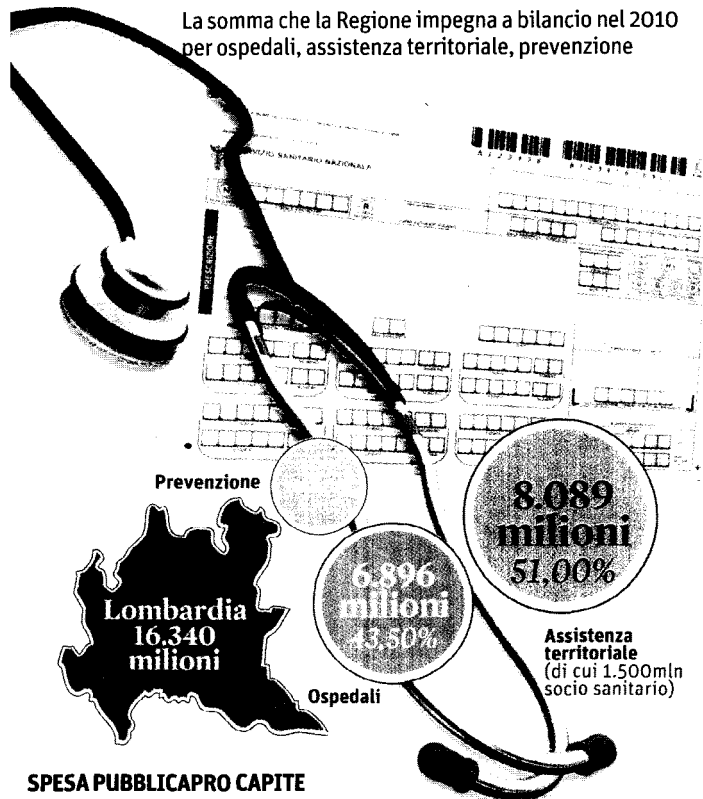 La somma che la Regione impegna a bilancio nel 2010
per ospedali, assistenza territoriale, prevenzione
SERVIZIO SANITARIO NAZIONALE
PRESCRIZIONE
Prevenzione
8.089
milioni
51,00%
6.896
milioni
43,50%
Lombardia
16.340
milioni
Assistenza
territoriale
(di cui 1.500mln
socio sanitario)
Ospedali
SPESA PUBBLICAPRO CAPITE